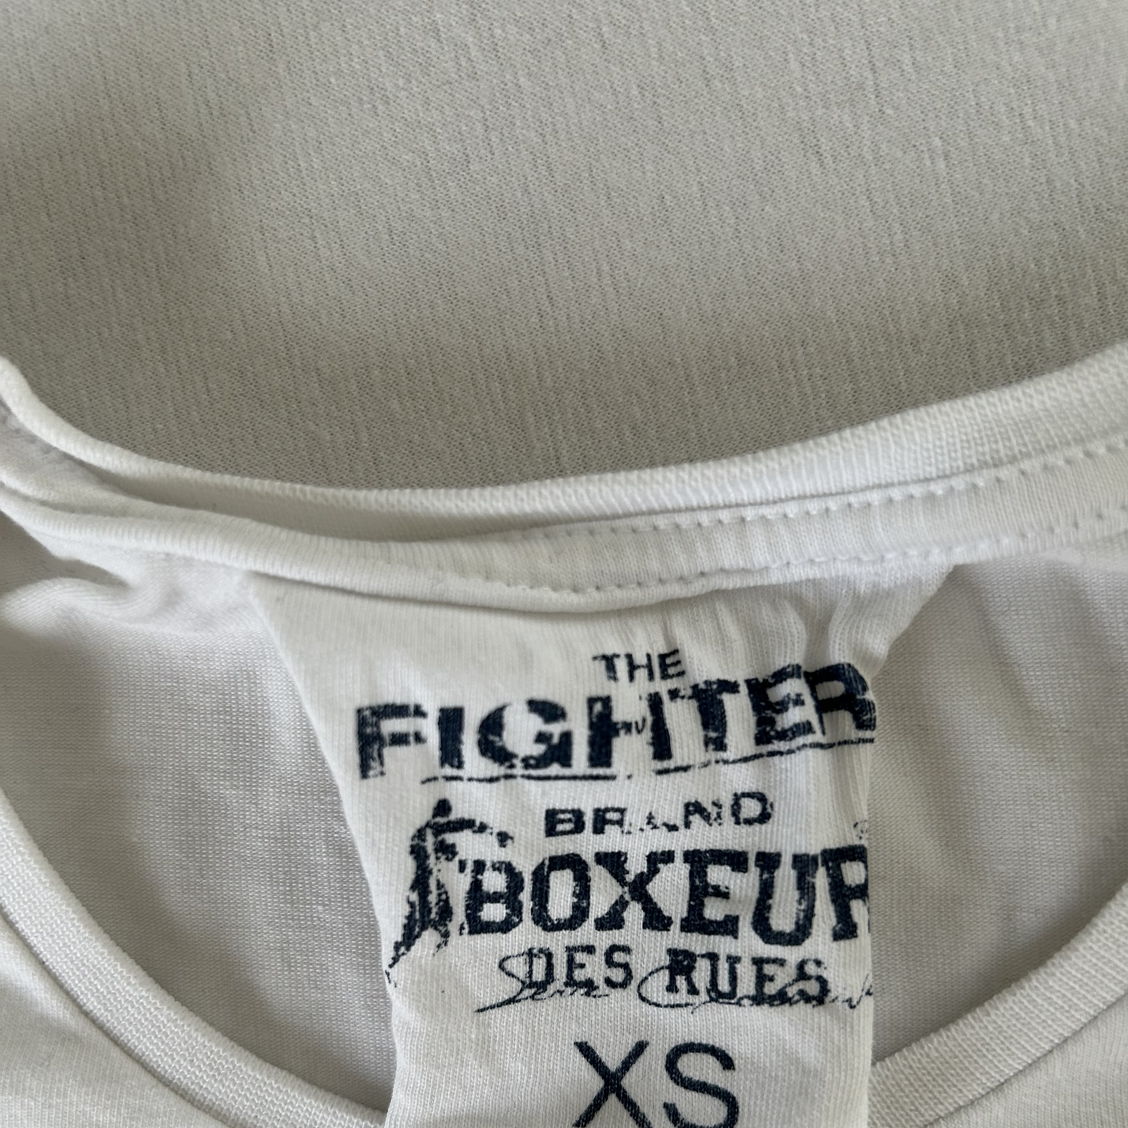 THE
FIGHTER
BRAND
BOXEUR
DES RUES
XS